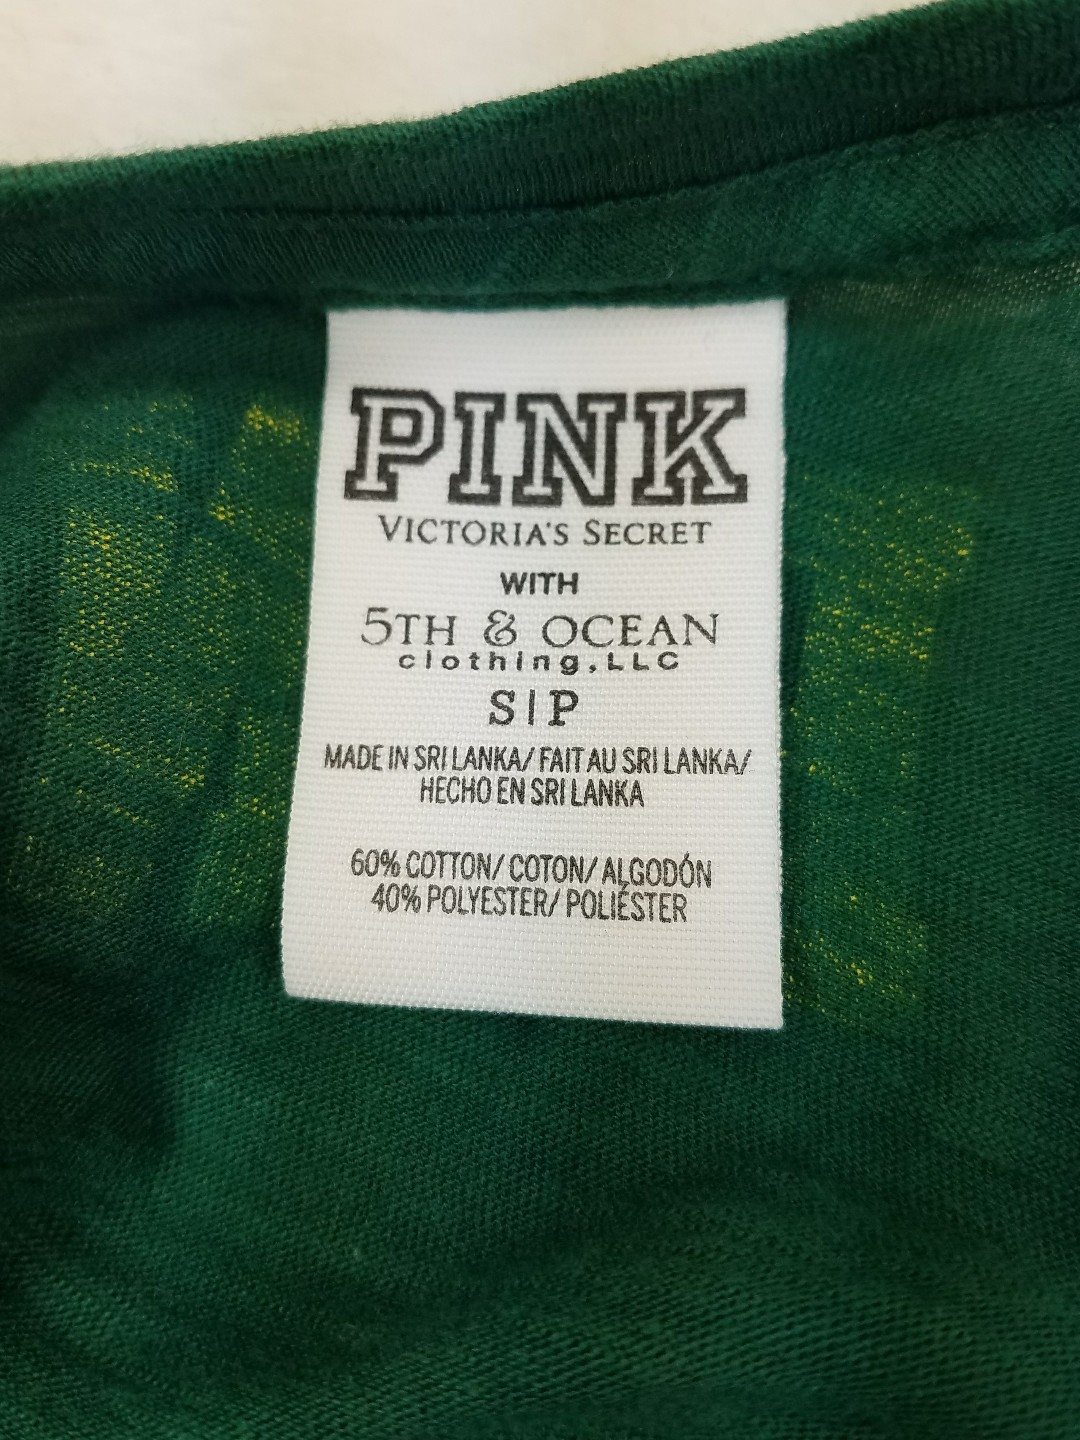 PINK
VICTORIA'S SECRET
WITH
5TH & OCEAN
clothing, LLC
S|P
MADE IN SRI LANKA/ FAIT AU SRI LANKA/
HECHO EN SRI LANKA
60% COTTON/ COTON/ ALGODÓN
40% POLYESTER/ POLIÉSTER